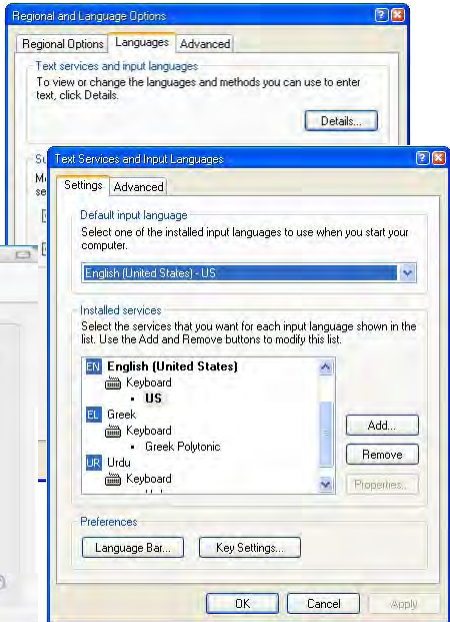 Regional and Language Options
Regional Options Languages Advanced
Text services and input languages
To view or change the languages and methods you can use to enter
text, click Details.
Details...
Text Services and Input Languages
Settings Advanced
Default input language
Select one of the installed input languages to use when you start your
computer.
English (United States) - US
Installed services
Select the services that you want for each input language shown in the
list. Use the Add and Remove buttons to modify this list.
EN English (United States)
Keyboard
• US
EL Greek
Keyboard
• Greek Polytonic
UR Urdu
Keyboard
Add...
Remove
Properties...
Preferences
Language Bar... Key Settings...
OK Cancel Apply